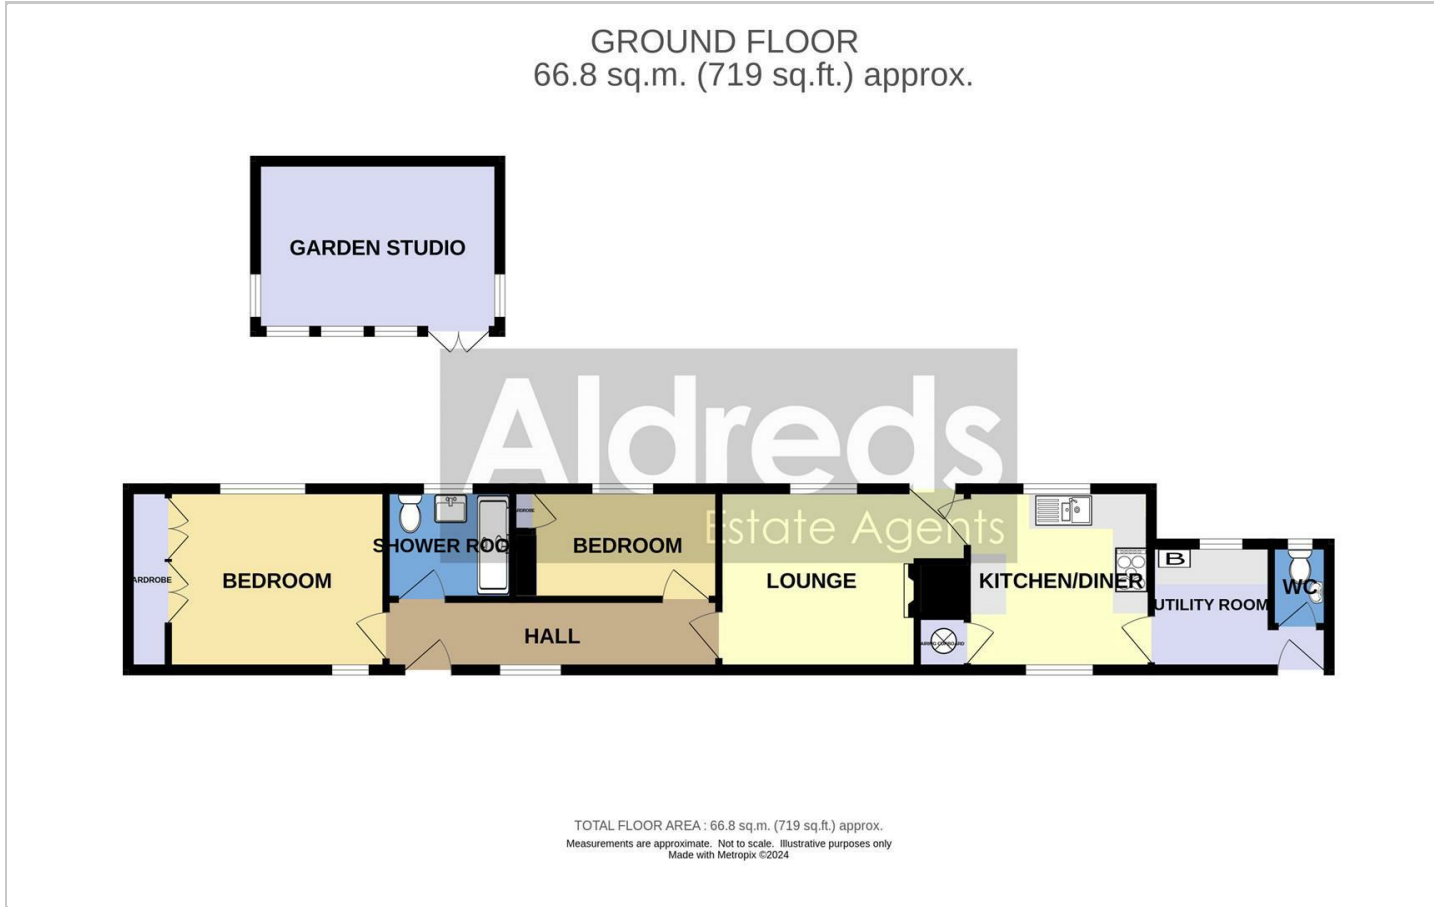 GROUND FLOOR
66.8 sq.m. (719 sq.ft.) approx.
GARDEN STUDIO
Aldreds
Estate Agents
ARDROBE
BEDROOM
SHOWER ROO
BEDROOM
HALL
LOUNGE
KITCHEN/DINER
B
UTILITY ROOM
WC
TOTAL FLOOR AREA : 66.8 sq.m. (719 sq.ft.) approx.
Measurements are approximate. Not to scale. Illustrative purposes only
Made with Metropix ©2024